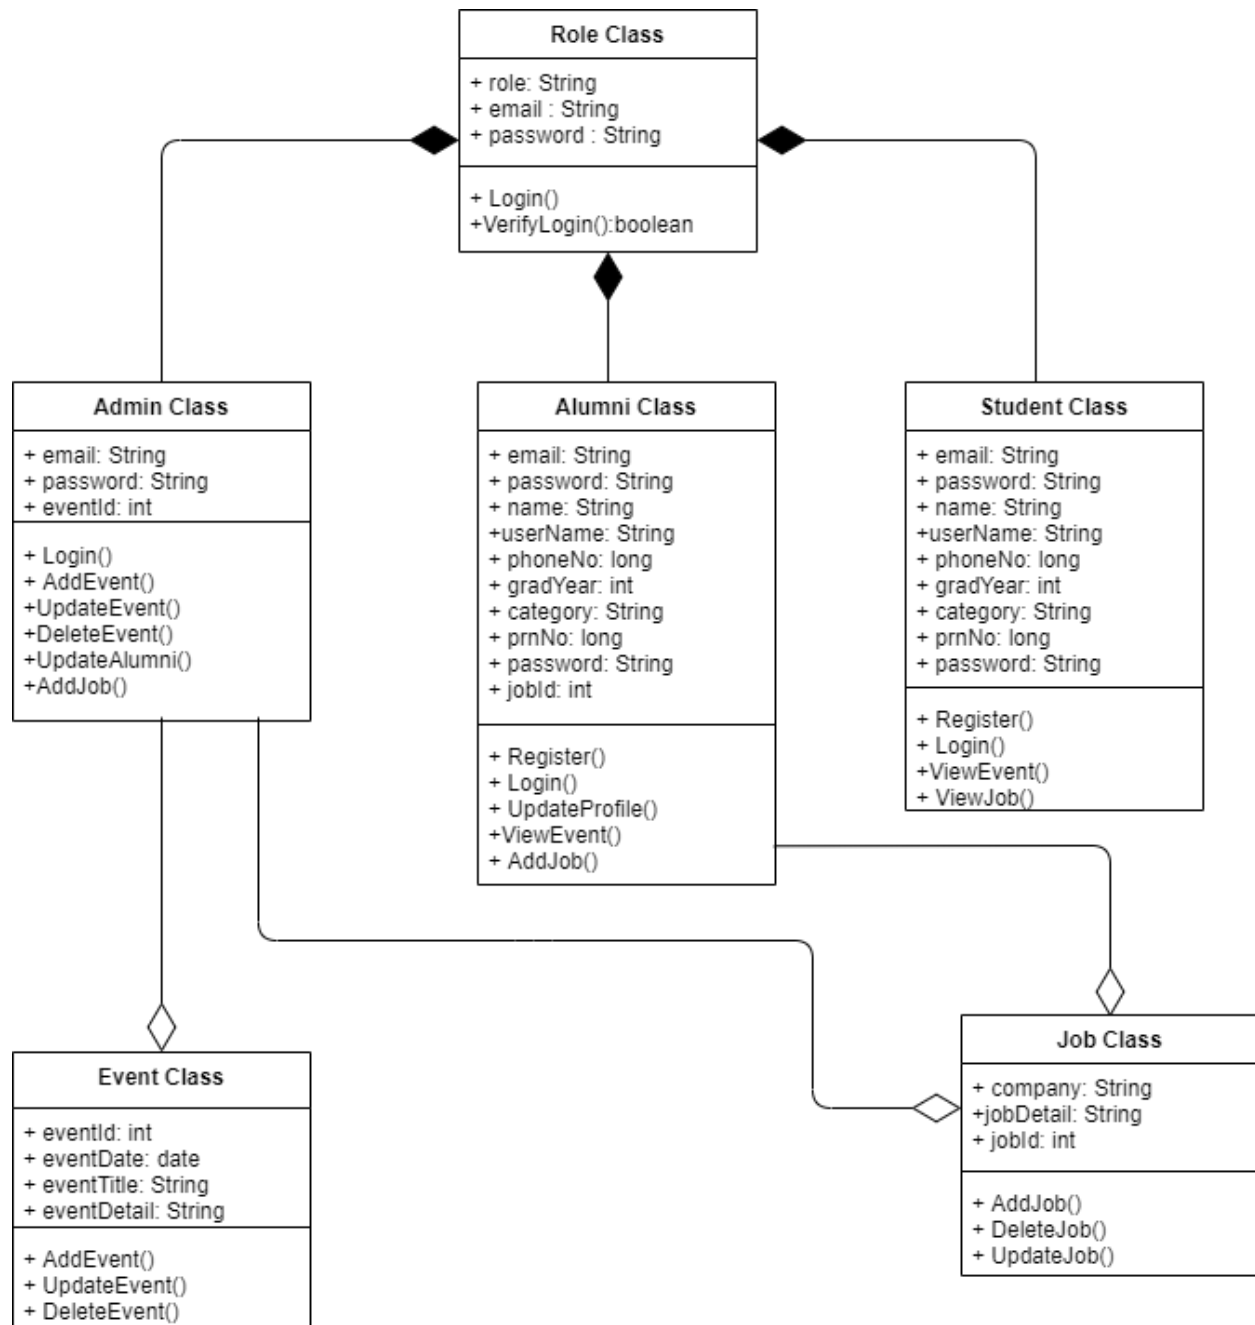 Role Class
+ role: String
+ email : String
+ password : String
+ Login()
+VerifyLogin():boolean
Admin Class
+ email: String
+ password: String
+ eventId: int
+ Login()
+ AddEvent()
+UpdateEvent()
+DeleteEvent()
+UpdateAlumni()
+AddJob()
Alumni Class
+ email: String
+ password: String
+ name: String
+userName: String
+ phoneNo: long
+ gradYear: int
+ category: String
+ prnNo: long
+ password: String
+ jobId: int
+ Register()
+ Login()
+ UpdateProfile()
+ViewEvent()
+ AddJob()
Student Class
+ email: String
+ password: String
+ name: String
+userName: String
+ phoneNo: long
+ gradYear: int
+ category: String
+ prnNo: long
+ password: String
+ Register()
+ Login()
+ViewEvent()
+ ViewJob()
Event Class
+ eventId: int
+ eventDate: date
+ eventTitle: String
+ eventDetail: String
+ AddEvent()
+ UpdateEvent()
+ DeleteEvent()
Job Class
+ company: String
+jobDetail: String
+ jobId: int
+ AddJob()
+ DeleteJob()
+ UpdateJob()